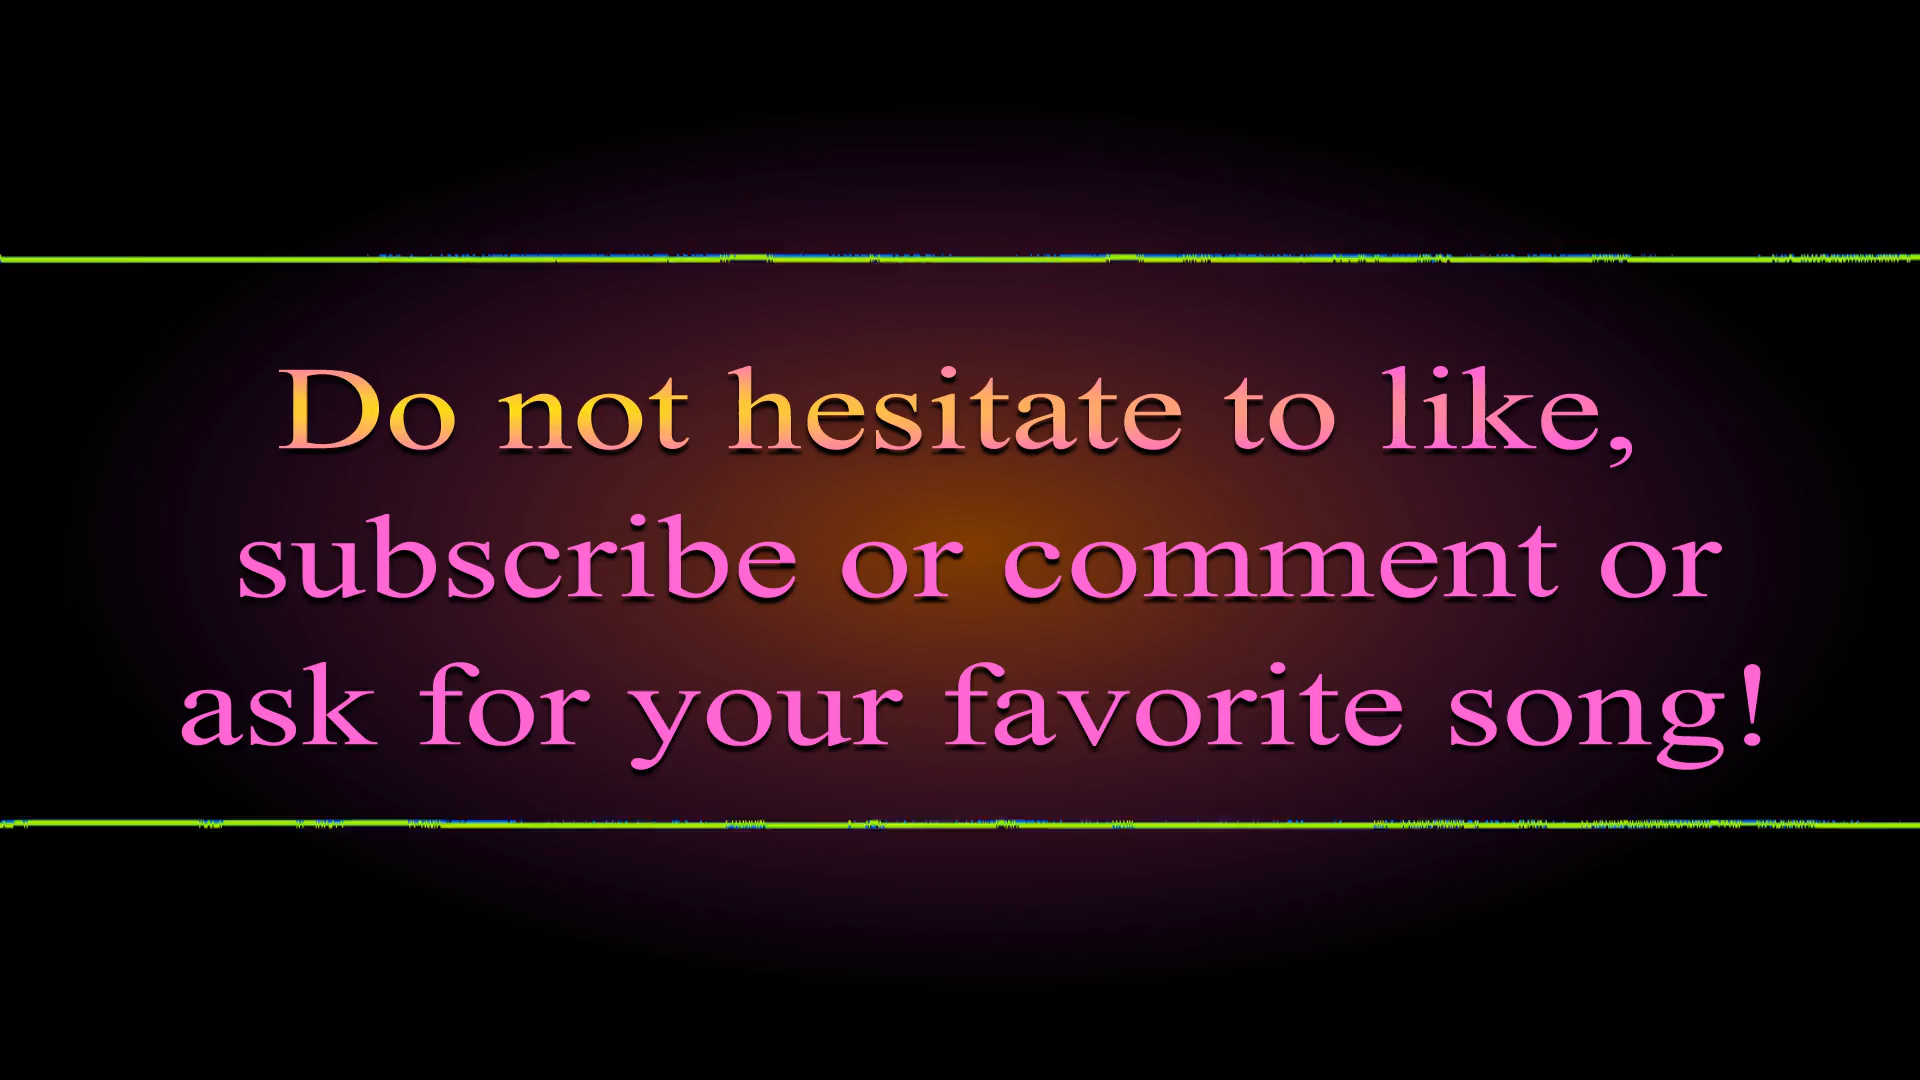 Do not hesitate to like,
subscribe or comment or
ask for your favorite song!